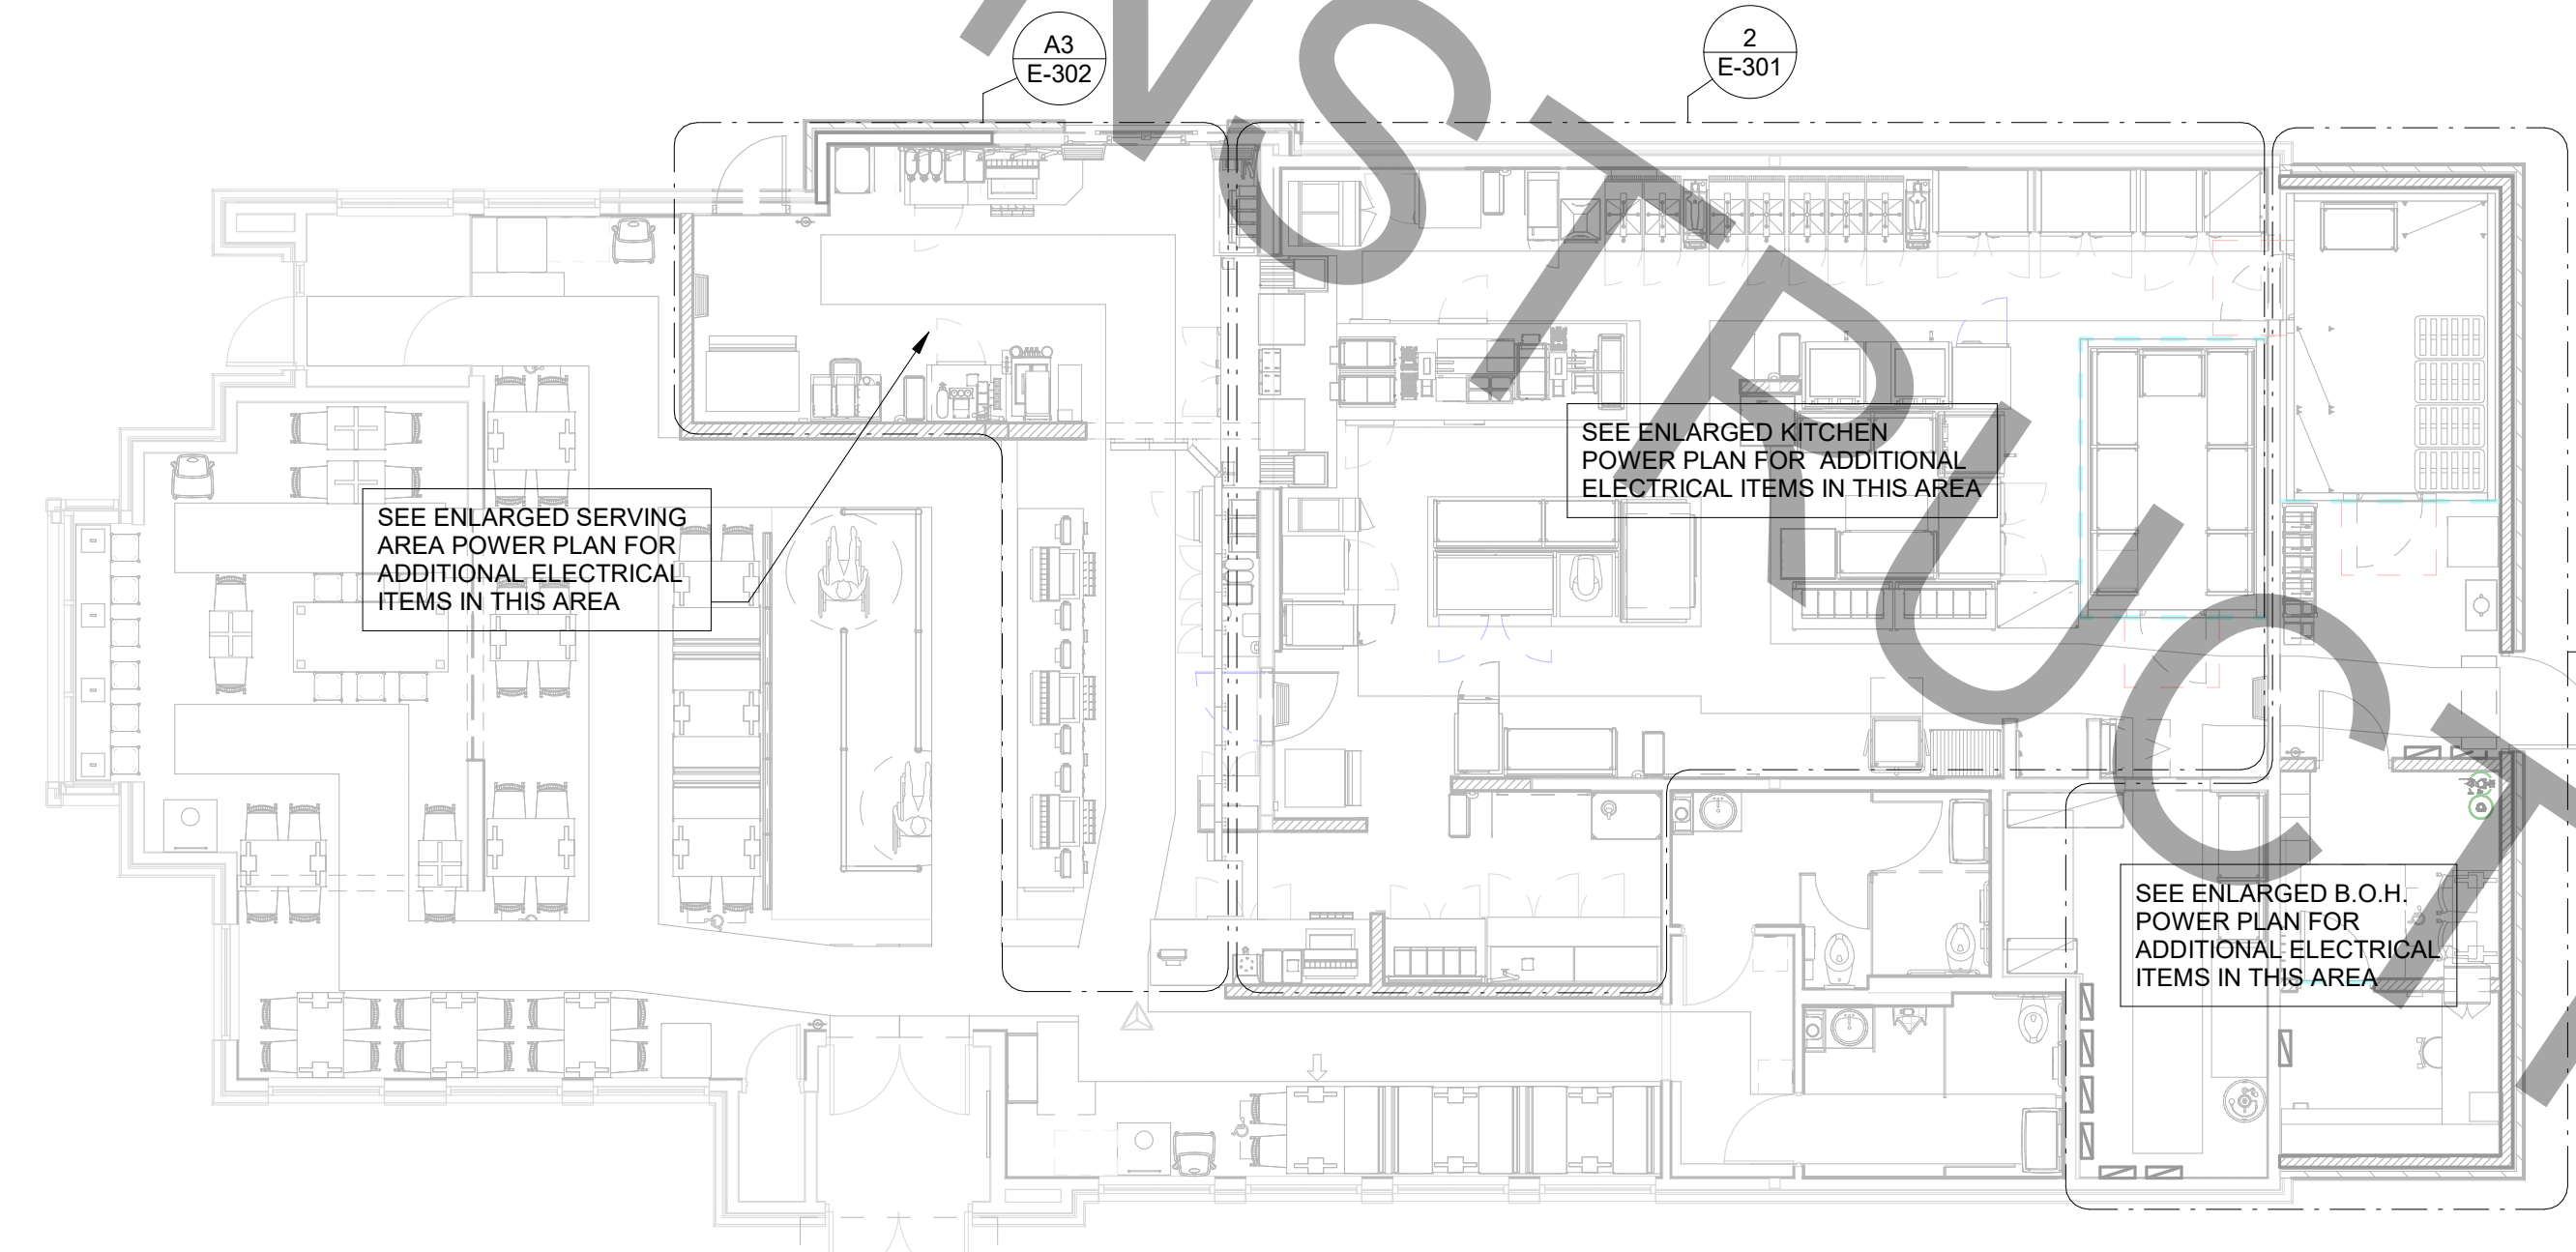 A3
E-302
2
E-301
SEE ENLARGED KITCHEN
POWER PLAN FOR ADDITIONAL
ELECTRICAL ITEMS IN THIS AREA
SEE ENLARGED SERVING
AREA POWER PLAN FOR
ADDITIONAL ELECTRICAL
ITEMS IN THIS AREA
SEE ENLARGED B.O.H.
POWER PLAN FOR
ADDITIONAL ELECTRICAL
ITEMS IN THIS AREA
NSTRUCT